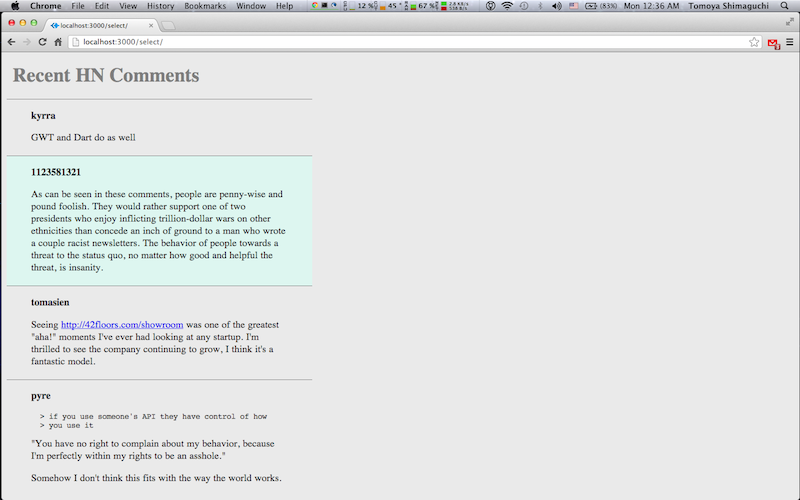 Chrome File Edit View History Bookmarks Window Help 12 % 45 ° 67 % 2.8 KB/s (83%) Mon 12:36 AM Tomoya Shimaguchi
localhost:3000/select/
localhost:3000/select/
Recent HN Comments
kyrra
GWT and Dart do as well
1123581321
As can be seen in these comments, people are penny-wise and
pound foolish. They would rather support one of two
presidents who enjoy inflicting trillion-dollar wars on other
ethnicities than concede an inch of ground to a man who wrote
a couple racist newsletters. The behavior of people towards a
threat to the status quo, no matter how good and helpful the
threat, is insanity.
tomasien
Seeing http://42floors.com/showroom was one of the greatest
"aha!" moments I've ever had looking at any startup. I'm
thrilled to see the company continuing to grow, I think it's a
fantastic model.
pyre
> if you use someone's API they have control of how
> you use it
"You have no right to complain about my behavior, because
I'm perfectly within my rights to be an asshole."
Somehow I don't think this fits with the way the world works.